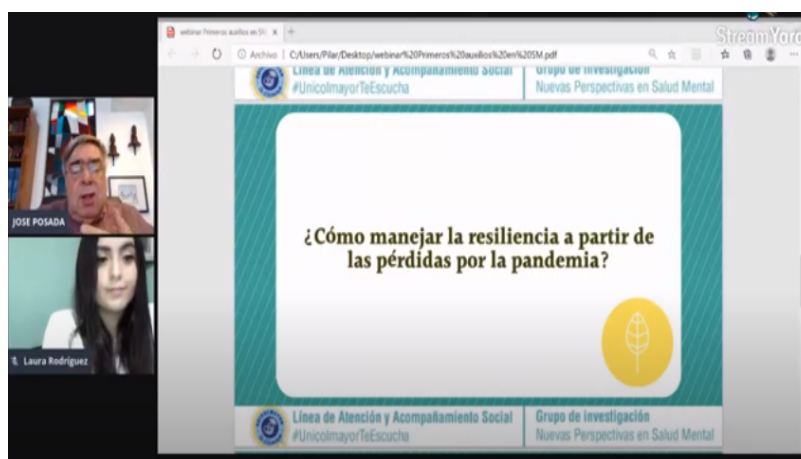 webinar Primeros auxilios en SM
StreamYard
Archivo | C:/Users/Pilar/Desktop/webinar%20Primeros%20auxilios%20en%20SM.pdf
Línea de Atención y Acompañamiento Social
#UnicolmayorTeEscucha
Grupo de investigación
Nuevas Perspectivas en Salud Mental
JOSE POSADA
¿Cómo manejar la resiliencia a partir de
las pérdidas por la pandemia?
Laura Rodríguez
Línea de Atención y Acompañamiento Social
#UnicolmayorTeEscucha
Grupo de investigación
Nuevas Perspectivas en Salud Mental